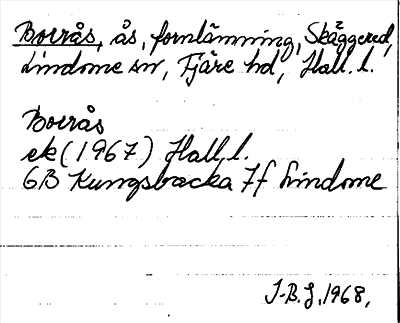 Borrås, ås, fornlämning, Skäggered,
Lindome sn, Fjäre hd, Hall. l.
Borrås
ek (1967) Hall. l.
6B Kungsbacka 7f Lindome
J-B. J. 1968,